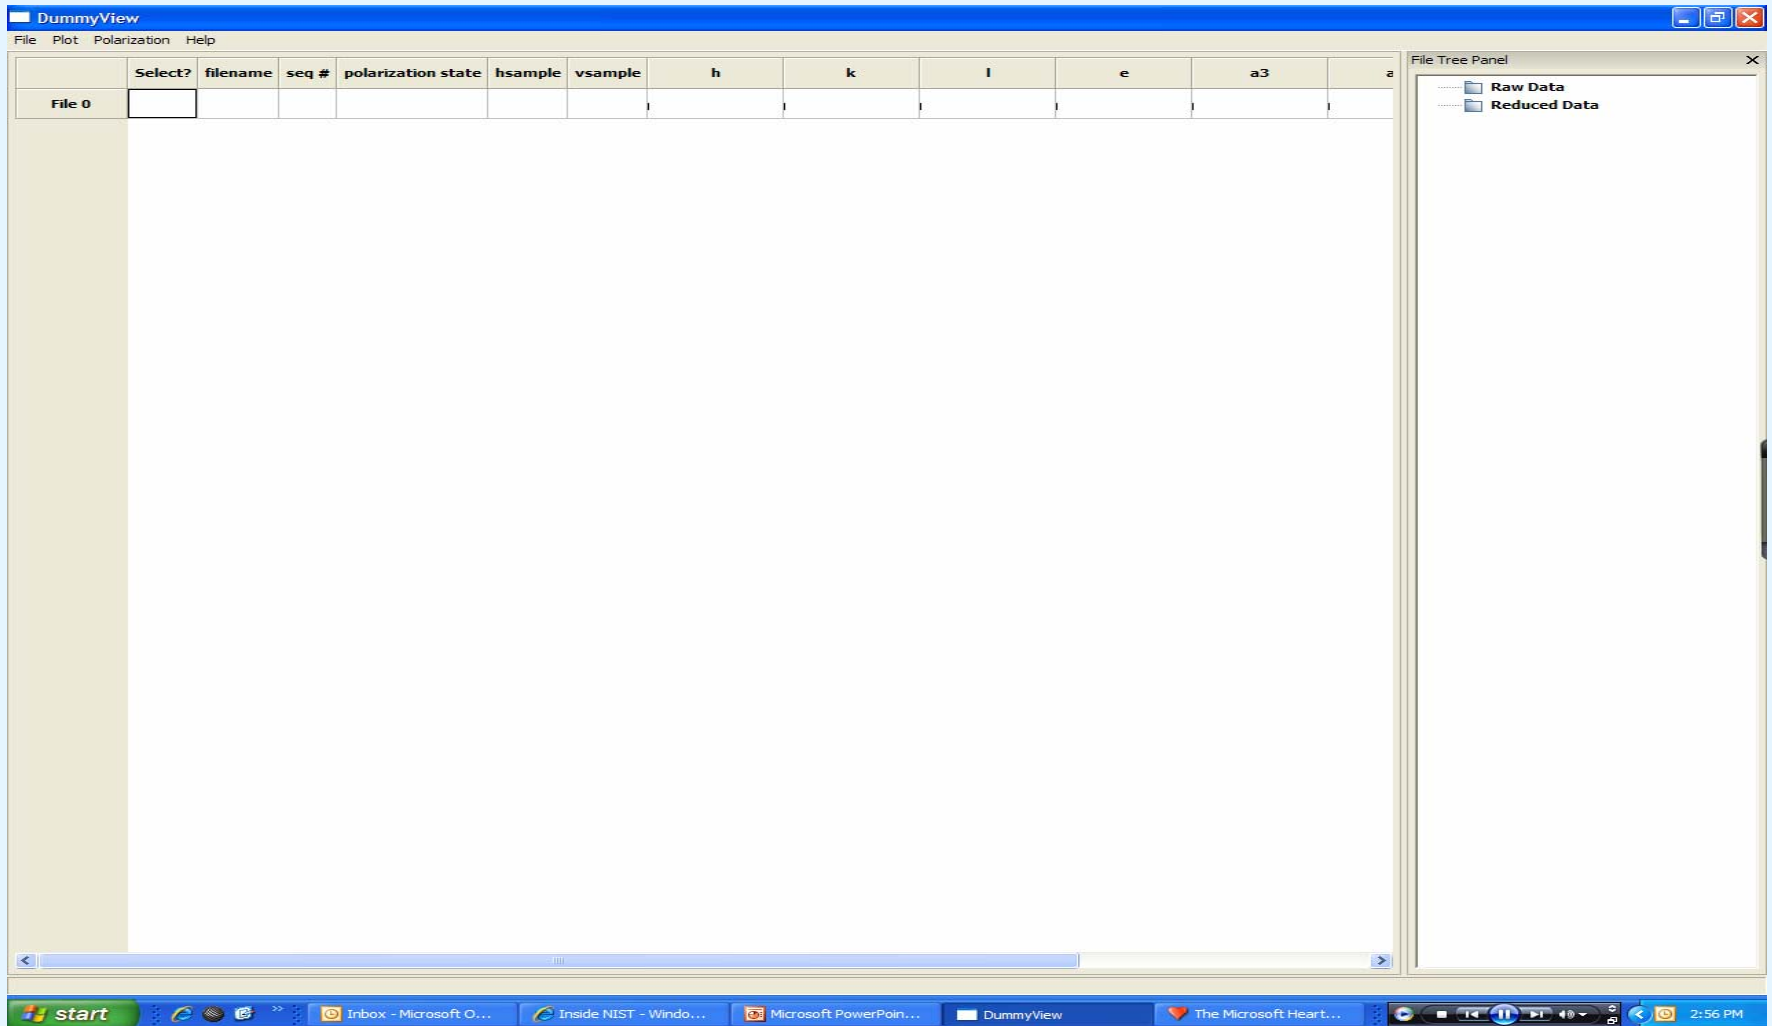 DummyView
File Plot Polarization Help
Select? filename seq # polarization state hsample vsample h k l e a3
File 0
File Tree Panel
Raw Data
Reduced Data
start Inbox - Microsoft O... Inside NIST - Windo... Microsoft PowerPoin... DummyView The Microsoft Heart... 2:56 PM